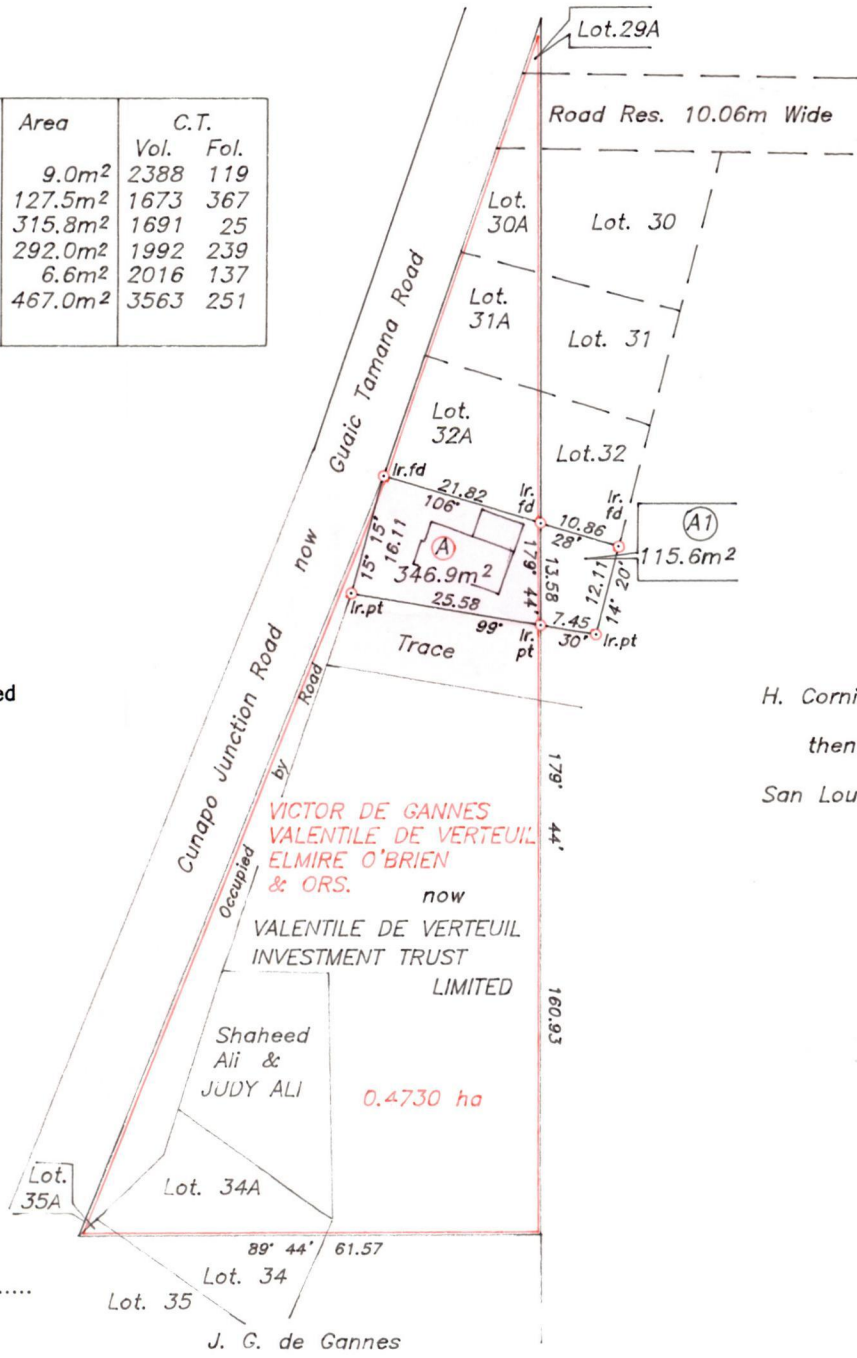 Lot.29A
Road Res. 10.06m Wide
Area C.T.
Vol. Fol.
9.0m² 2388 119
127.5m² 1673 367
315.8m² 1691 25
292.0m² 1992 239
6.6m² 2016 137
467.0m² 3563 251
Lot.
30A
Lot. 30
Lot.
31A
Lot. 31
Lot.
32A
Lot.32
Cunapo Junction Road now Guaic Tamana Road
Ir.fd
21.82
106°
Ir.
fd
10.86
28'
Ir.
fd
A1
115.6m²
15° 15'
16.11
A
346.9m²
179° 44'
13.58
12.11
14° 20'
Ir.pt
25.58
99°
Ir.
pt
7.45
30'
Ir.pt
Trace
Occupied by Road
ed
H. Corni
then
San Lou
179° 44'
160.93
VICTOR DE GANNES
VALENTILE DE VERTEUIL
ELMIRE O'BRIEN
& ORS.
now
VALENTILE DE VERTEUIL
INVESTMENT TRUST
LIMITED
Shaheed
Ali &
JUDY ALI
0.4730 ha
Lot.
35A
Lot. 34A
89° 44' 61.57
Lot. 34
Lot. 35
.....
J. G. de Gannes